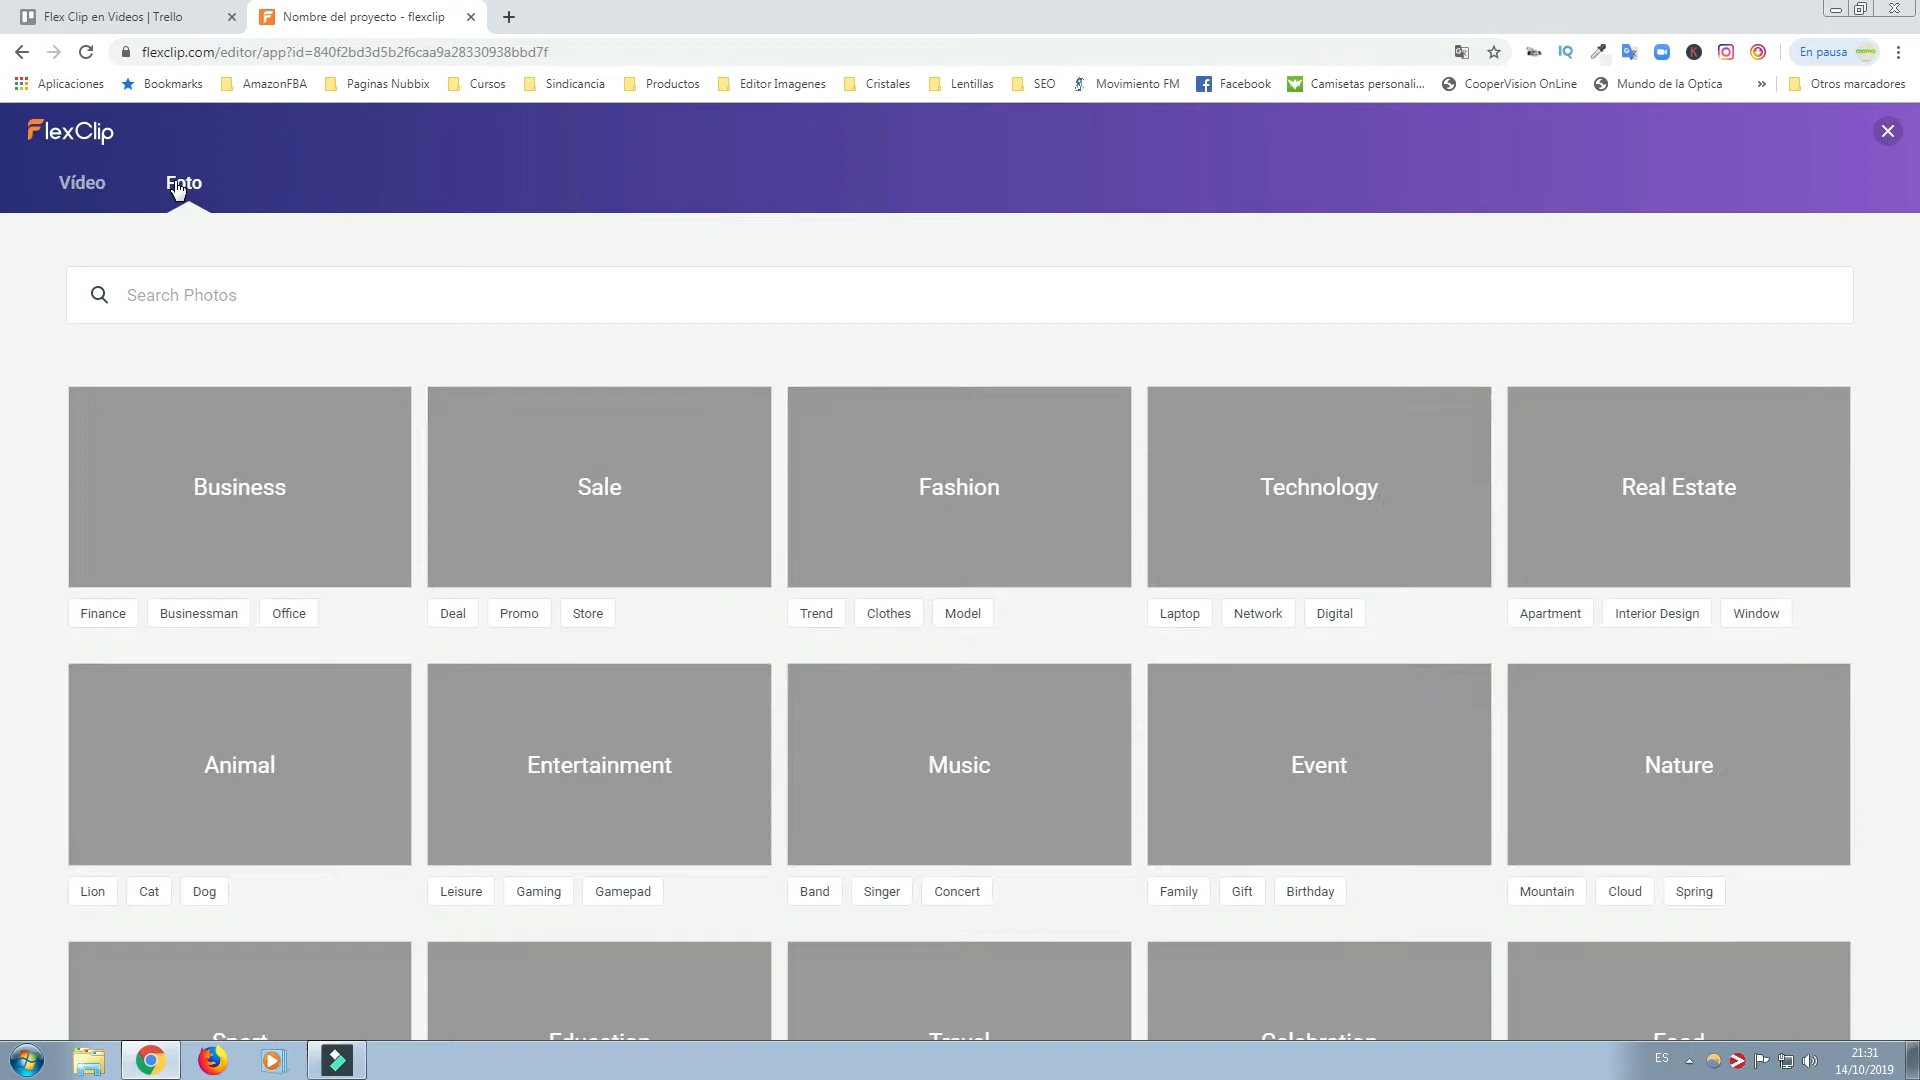 Flex Clip en Videos | Trello
Nombre del proyecto - flexclip
flexclip.com/editor/app?id=840f2bd3d5b2f6caa9a28330938bbd7f
En pausa
Aplicaciones
Bookmarks
AmazonFBA
Paginas Nubbix
Cursos
Sindicancia
Productos
Editor Imagenes
Cristales
Lentillas
SEO
Movimiento FM
Facebook
Camisetas personali...
CooperVision OnLine
Mundo de la Optica
»
Otros marcadores
FlexClip
Vídeo
Foto
Search Photos
Business
Sale
Fashion
Technology
Real Estate
Finance
Businessman
Office
Deal
Promo
Store
Trend
Clothes
Model
Laptop
Network
Digital
Apartment
Interior Design
Window
Animal
Entertainment
Music
Event
Nature
Lion
Cat
Dog
Leisure
Gaming
Gamepad
Band
Singer
Concert
Family
Gift
Birthday
Mountain
Cloud
Spring
Sport
Education
Travel
Celebration
Food
ES
21:31
14/10/2019